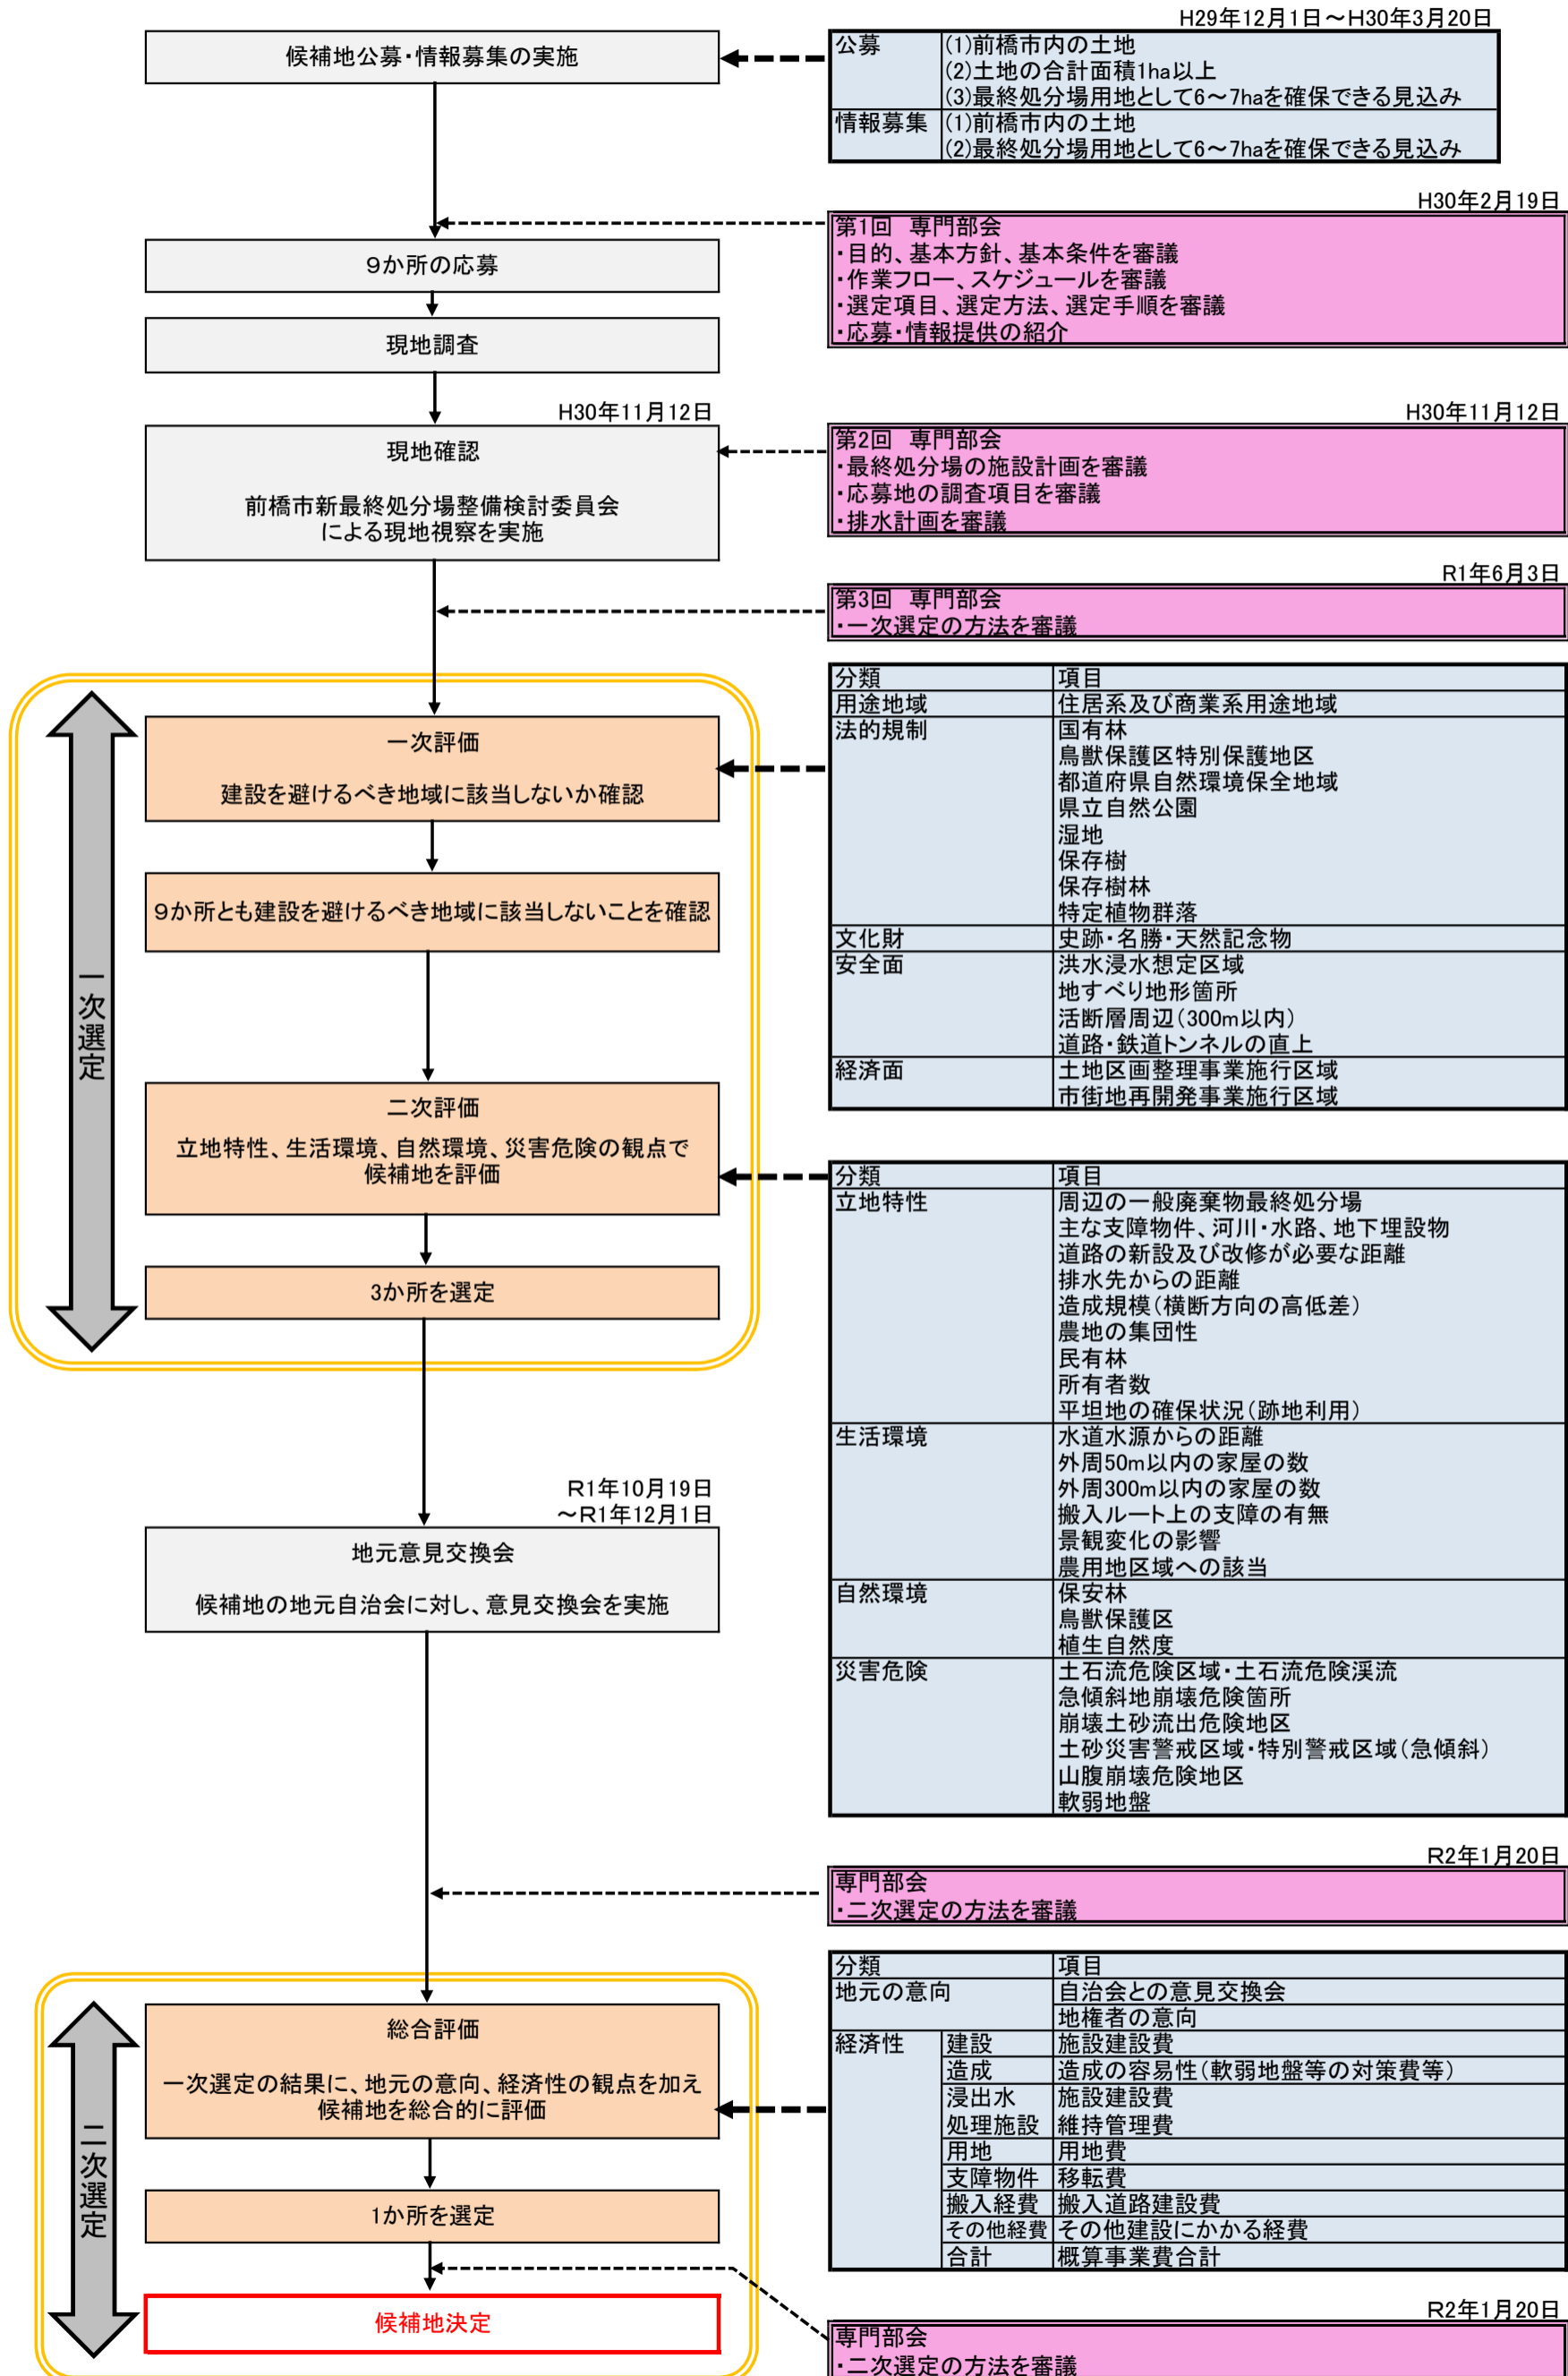 H29年12月1日～H30年3月20日
候補地公募・情報募集の実施
公募
(1)前橋市内の土地
(2)土地の合計面積1ha以上
(3)最終処分場用地として6～7haを確保できる見込み
情報募集
(1)前橋市内の土地
(2)最終処分場用地として6～7haを確保できる見込み
H30年2月19日
第1回　専門部会
・目的、基本方針、基本条件を審議
・作業フロー、スケジュールを審議
・選定項目、選定方法、選定手順を審議
・応募・情報提供の紹介
9か所の応募
現地調査
H30年11月12日
現地確認
前橋市新最終処分場整備検討委員会
による現地視察を実施
H30年11月12日
第2回　専門部会
・最終処分場の施設計画を審議
・応募地の調査項目を審議
・排水計画を審議
R1年6月3日
第3回　専門部会
・一次選定の方法を審議
一次選定
一次評価
建設を避けるべき地域に該当しないか確認
分類 項目
用途地域 住居系及び商業系用途地域
法的規制 国有林
鳥獣保護区特別保護地区
都道府県自然環境保全地域
県立自然公園
湿地
保存樹
保存樹林
特定植物群落
文化財 史跡・名勝・天然記念物
安全面 洪水浸水想定区域
地すべり地形箇所
活断層周辺（300m以内）
道路・鉄道トンネルの直上
経済面 土地区画整理事業施行区域
市街地再開発事業施行区域
9か所とも建設を避けるべき地域に該当しないことを確認
二次評価
立地特性、生活環境、自然環境、災害危険の観点で
候補地を評価
分類 項目
立地特性 周辺の一般廃棄物最終処分場
主な支障物件、河川・水路、地下埋設物
道路の新設及び改修が必要な距離
排水先からの距離
造成規模（横断方向の高低差）
農地の集団性
民有林
所有者数
平坦地の確保状況（跡地利用）
生活環境 水道水源からの距離
外周50m以内の家屋の数
外周300m以内の家屋の数
搬入ルート上の支障の有無
景観変化の影響
農用地区域への該当
自然環境 保安林
鳥獣保護区
植生自然度
災害危険 土石流危険区域・土石流危険渓流
急傾斜地崩壊危険箇所
崩壊土砂流出危険地区
土砂災害警戒区域・特別警戒区域（急傾斜）
山腹崩壊危険地区
軟弱地盤
3か所を選定
R1年10月19日
～R1年12月1日
地元意見交換会
候補地の地元自治会に対し、意見交換会を実施
R2年1月20日
専門部会
・二次選定の方法を審議
二次選定
総合評価
一次選定の結果に、地元の意向、経済性の観点を加え
候補地を総合的に評価
分類 項目
地元の意向 自治会との意見交換会
地権者の意向
経済性 建設 施設建設費
造成 造成の容易性（軟弱地盤等の対策費等）
浸出水 施設建設費
処理施設 維持管理費
用地 用地費
支障物件 移転費
搬入経費 搬入道路建設費
その他経費 その他建設にかかる経費
合計 概算事業費合計
1か所を選定
候補地決定
R2年1月20日
専門部会
・二次選定の方法を審議